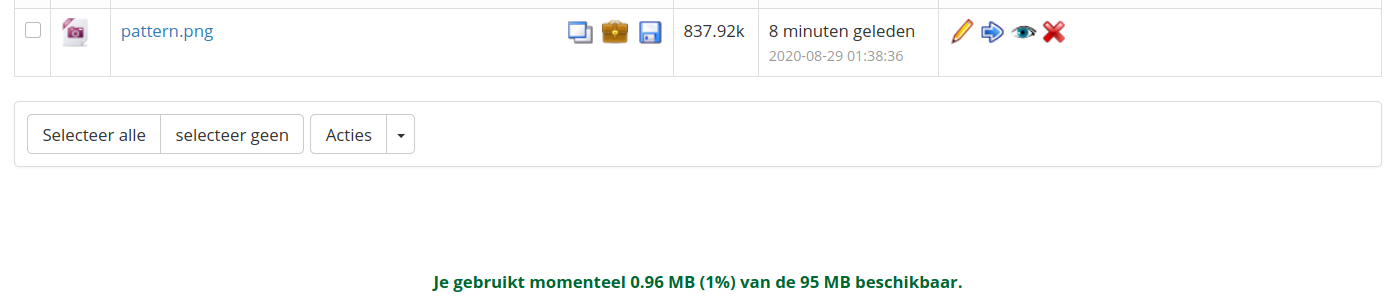 pattern.png 837.92k 8 minuten geleden
2020-08-29 01:38:36
Selecteer alle selecteer geen Acties
Je gebruikt momenteel 0.96 MB (1%) van de 95 MB beschikbaar.